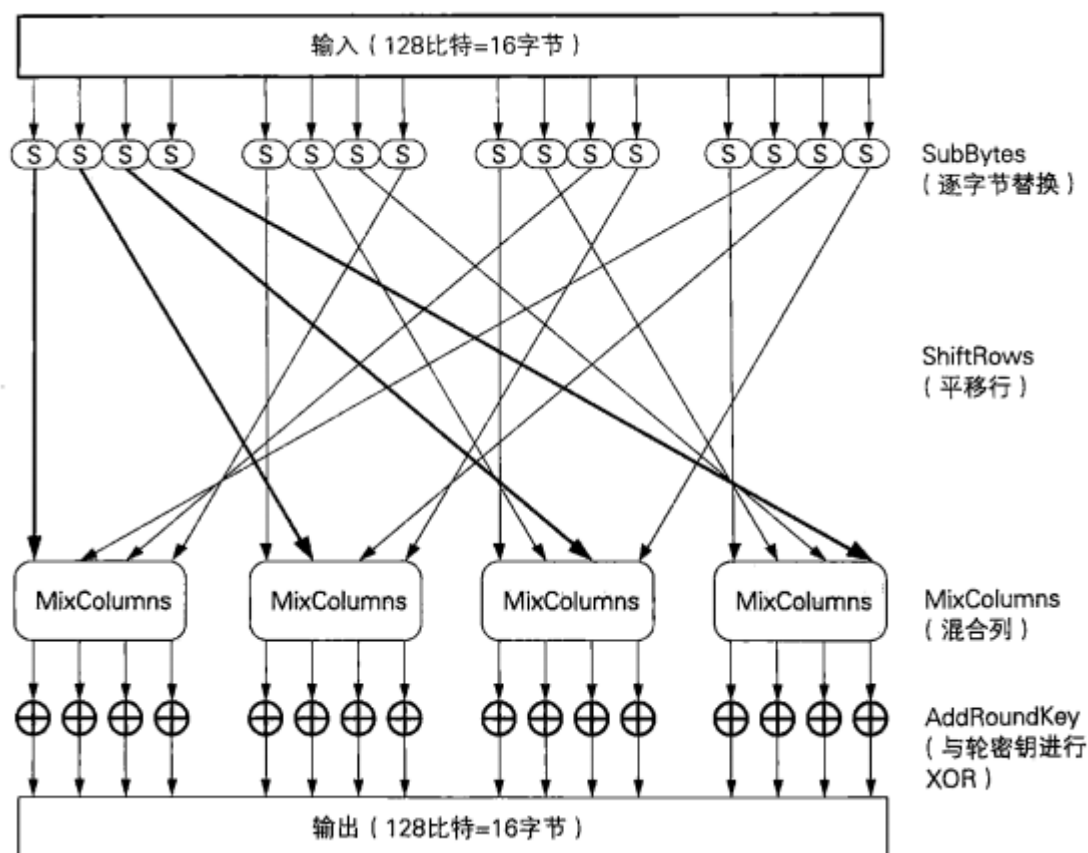 输入（128比特=16字节）
S S S S S S S S S S S S S S S S
SubBytes
（逐字节替换）
ShiftRows
（平移行）
MixColumns MixColumns MixColumns MixColumns
MixColumns
（混合列）
AddRoundKey
（与轮密钥进行
XOR）
输出（128比特=16字节）